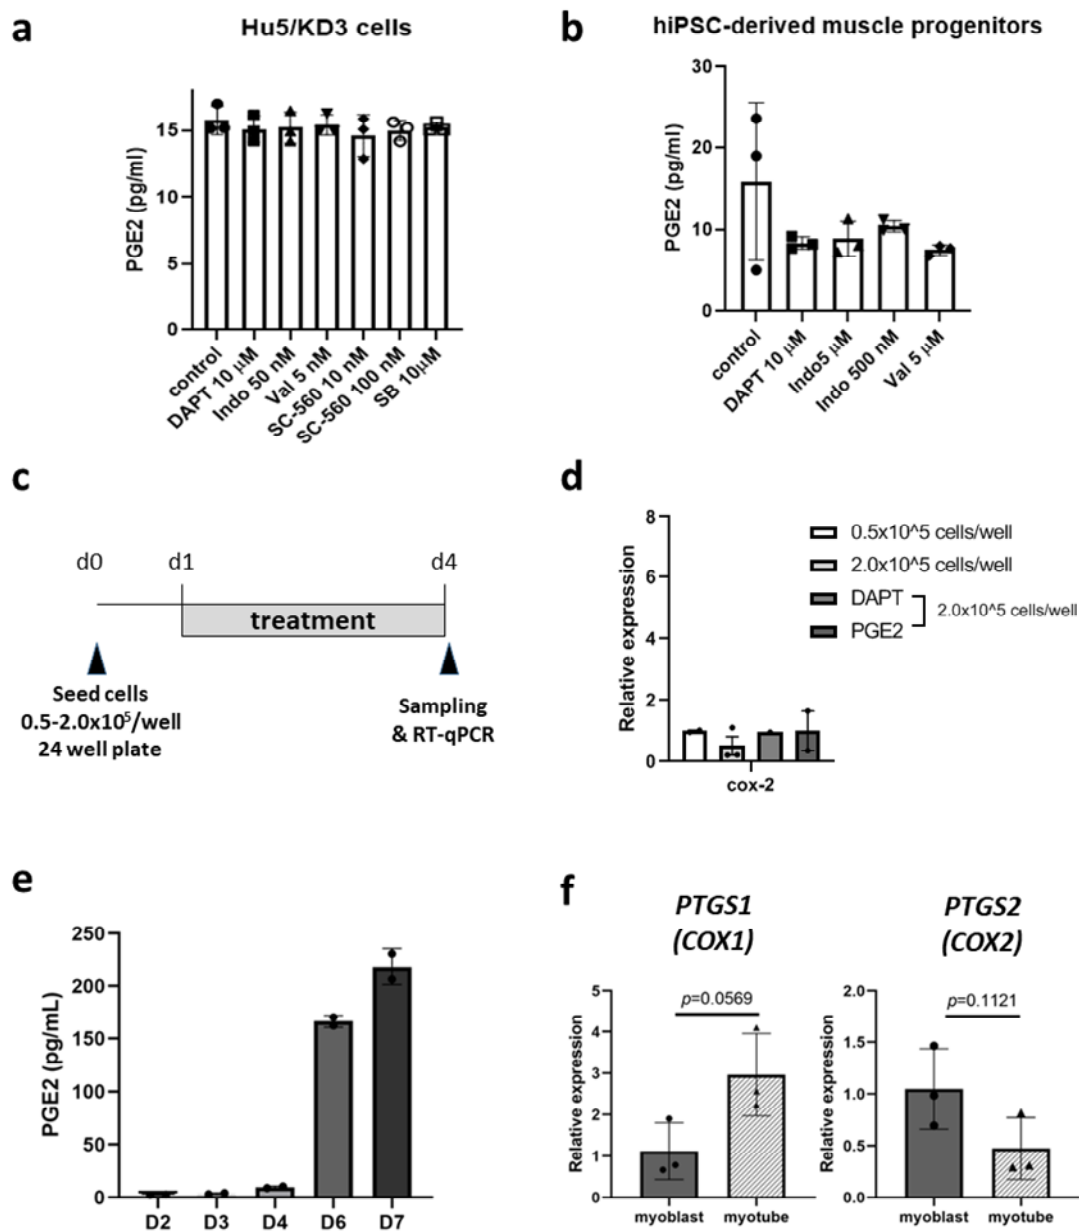 a
Hu5/KD3 cells
PGE2 (pg/ml)
15
10
5
0
control
DAPT 10 μM
Indo 50 nM
Val 5 nM
SC-560 10 nM
SC-560 100 nM
SB 10μM
b
hiPSC-derived muscle progenitors
PGE2 (pg/ml)
30
20
10
0
control
DAPT 10 μM
Indo5 μM
Indo 500 nM
Val 5 μM
c
d0
d1
d4
treatment
Seed cells
0.5-2.0x10⁵/well
24 well plate
Sampling
& RT-qPCR
d
Relative expression
8
6
4
2
0
cox-2
0.5x10^5 cells/well
2.0x10^5 cells/well
DAPT
PGE2
2.0x10^5 cells/well
e
PGE2 (pg/mL)
250
200
150
100
50
0
D2 D3 D4 D6 D7
f
PTGS1
(COX1)
Relative expression
5
4
3
2
1
0
p=0.0569
myoblast myotube
PTGS2
(COX2)
Relative expression
2.0
1.5
1.0
0.5
0.0
p=0.1121
myoblast myotube